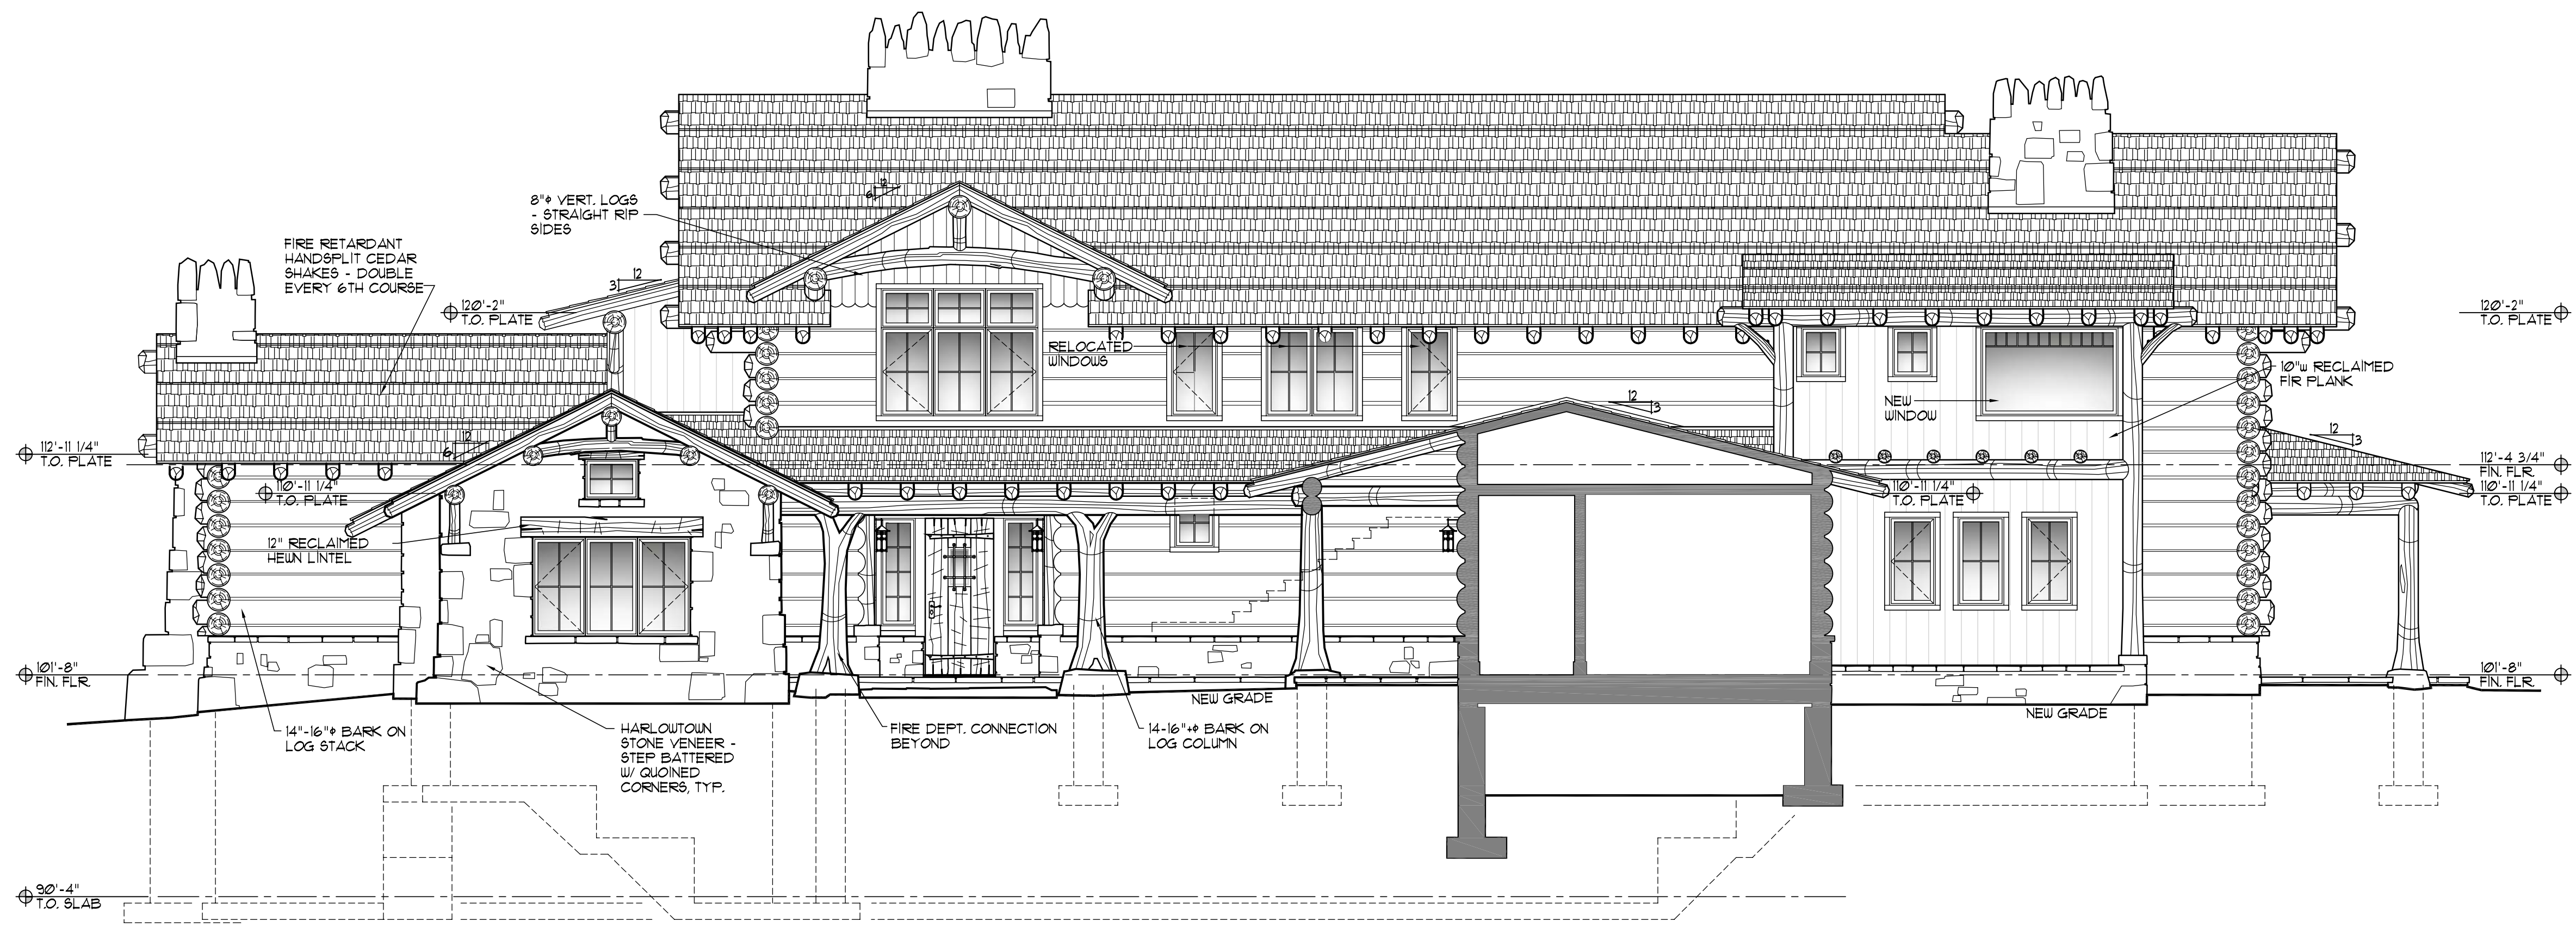 8"ϕ VERT. LOGS
- STRAIGHT RIP
SIDES
12
6
FIRE RETARDANT
HANDSPLIT CEDAR
SHAKES - DOUBLE
EVERY 6TH COURSE
12
3
120'-2"
T.O. PLATE
120'-2"
T.O. PLATE
RELOCATED
WINDOWS
10"W RECLAIMED
FIR PLANK
NEW
WINDOW
12
3
12
6
12
3
112'-11 1/4"
T.O. PLATE
112'-4 3/4"
FIN. FLR.
110'-11 1/4"
T.O. PLATE
110'-11 1/4"
T.O. PLATE
110'-11 1/4"
T.O. PLATE
12" RECLAIMED
HEWN LINTEL
101'-8"
FIN. FLR.
101'-8"
FIN. FLR.
NEW GRADE
NEW GRADE
14"-16"ϕ BARK ON
LOG STACK
HARLOWTOWN
STONE VENEER -
STEP BATTERED
W/ QUOINED
CORNERS, TYP.
FIRE DEPT. CONNECTION
BEYOND
14-16"+ϕ BARK ON
LOG COLUMN
90'-4"
T.O. SLAB